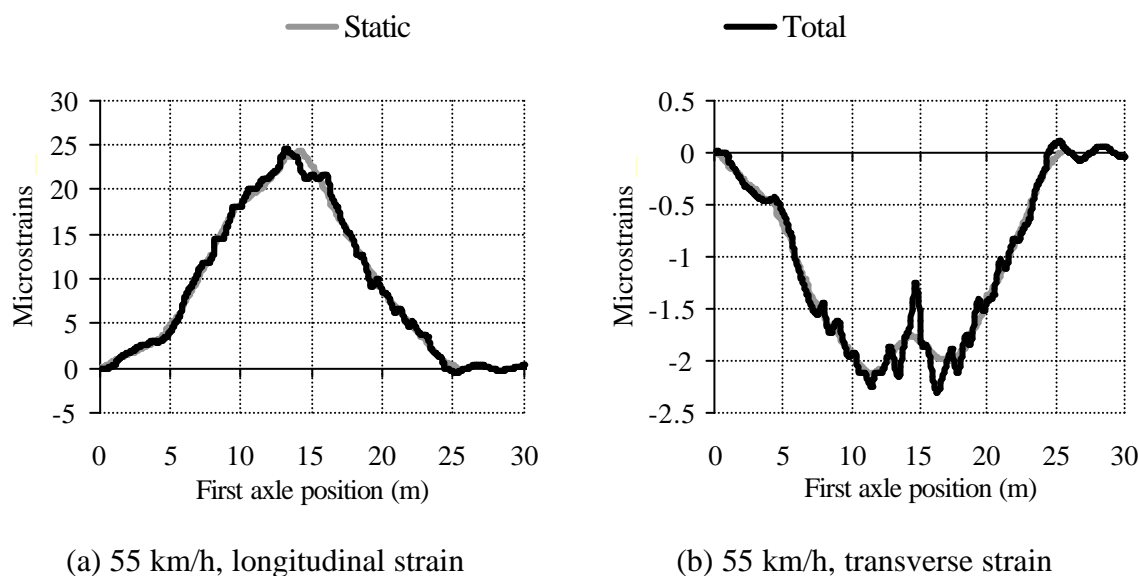 Static
Total
30
25
20
15
10
5
0
-5
Microstrains
0 5 10 15 20 25 30
First axle position (m)
(a) 55 km/h, longitudinal strain
0.5
0
-0.5
-1
-1.5
-2
-2.5
Microstrains
0 5 10 15 20 25 30
First axle position (m)
(b) 55 km/h, transverse strain